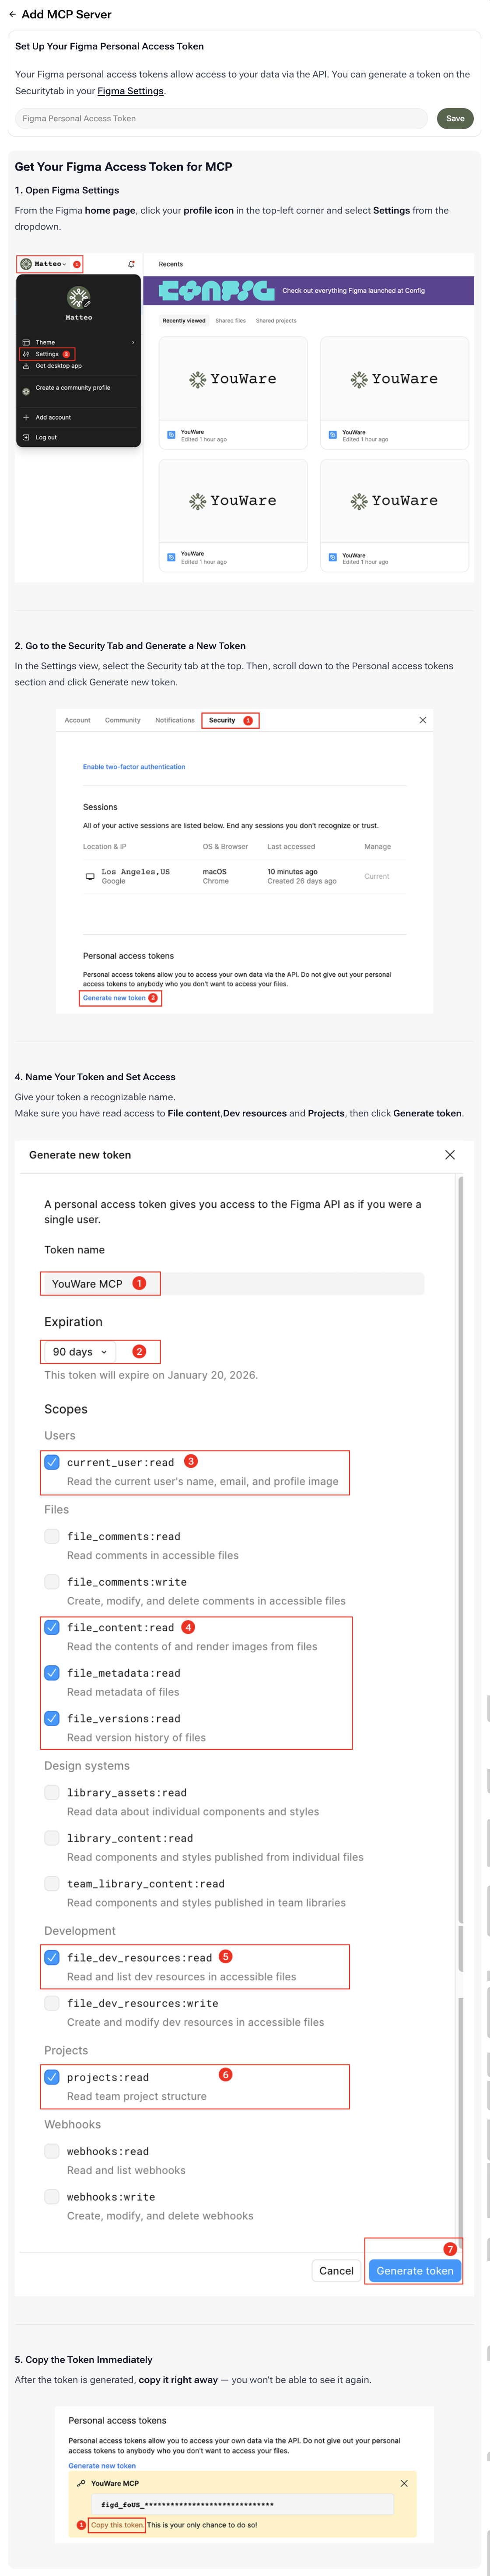 ← Add MCP Server
Set Up Your Figma Personal Access Token
Your Figma personal access tokens allow access to your data via the API. You can generate a token on the
Securitytab in your Figma Settings.
Figma Personal Access Token
Save
Get Your Figma Access Token for MCP
1. Open Figma Settings
From the Figma home page, click your profile icon in the top-left corner and select Settings from the
dropdown.
Matteo 1
Matteo
Theme
Settings 2
Get desktop app
Create a community profile
Add account
Log out
Recents
CONFIG
Check out everything Figma launched at Config
Recently viewed Shared files Shared projects
YouWare
YouWare
Edited 1 hour ago
YouWare
YouWare
Edited 1 hour ago
YouWare
YouWare
Edited 1 hour ago
YouWare
YouWare
Edited 1 hour ago
2. Go to the Security Tab and Generate a New Token
In the Settings view, select the Security tab at the top. Then, scroll down to the Personal access tokens
section and click Generate new token.
Account Community Notifications Security 1
Enable two-factor authentication
Sessions
All of your active sessions are listed below. End any sessions you don't recognize or trust.
Location & IP OS & Browser Last accessed Manage
Los Angeles,US macOS 10 minutes ago Current
Google Chrome Created 26 days ago
Personal access tokens
Personal access tokens allow you to access your own data via the API. Do not give out your personal
access tokens to anybody who you don't want to access your files.
Generate new token 2
4. Name Your Token and Set Access
Give your token a recognizable name.
Make sure you have read access to File content,Dev resources and Projects, then click Generate token.
Generate new token
A personal access token gives you access to the Figma API as if you were a
single user.
Token name
YouWare MCP 1
Expiration
90 days 2
This token will expire on January 20, 2026.
Scopes
Users
current_user:read 3
Read the current user's name, email, and profile image
Files
file_comments:read
Read comments in accessible files
file_comments:write
Create, modify, and delete comments in accessible files
file_content:read 4
Read the contents of and render images from files
file_metadata:read
Read metadata of files
file_versions:read
Read version history of files
Design systems
library_assets:read
Read data about individual components and styles
library_content:read
Read components and styles published from individual files
team_library_content:read
Read components and styles published in team libraries
Development
file_dev_resources:read 5
Read and list dev resources in accessible files
file_dev_resources:write
Create and modify dev resources in accessible files
Projects
projects:read 6
Read team project structure
Webhooks
webhooks:read
Read and list webhooks
webhooks:write
Create, modify, and delete webhooks
7
Cancel Generate token
5. Copy the Token Immediately
After the token is generated, copy it right away — you won't be able to see it again.
Personal access tokens
Personal access tokens allow you to access your own data via the API. Do not give out your personal
access tokens to anybody who you don't want to access your files.
Generate new token
YouWare MCP
figd_foUS_******************************
1 Copy this token. This is your only chance to do so!